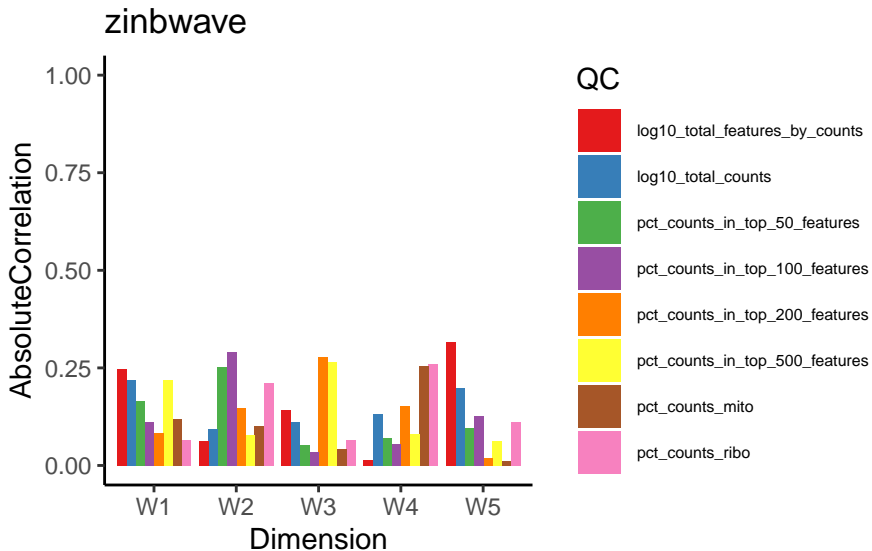 zinbwave
AbsoluteCorrelation
1.00
0.75
0.50
0.25
0.00
W1 W2 W3 W4 W5
Dimension
QC
log10_total_features_by_counts
log10_total_counts
pct_counts_in_top_50_features
pct_counts_in_top_100_features
pct_counts_in_top_200_features
pct_counts_in_top_500_features
pct_counts_mito
pct_counts_ribo